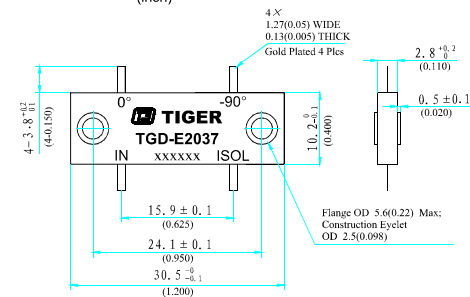 (inch)
4×
1.27(0.05) WIDE
0.13(0.005) THICK
Gold Plated 4 Plcs
2.8 +0.2 0
(0.110)
0.5±0.1
(0.020)
4-3.8 +0.2 0.1
(4-0.150)
0° -90°
TIGER
TGD-E2037
IN xxxxxx ISOL
10.2 0 -0.1
(0.400)
15.9±0.1
(0.625)
24.1±0.1
(0.950)
30.5 -0 -0.1
(1.200)
Flange OD 5.6(0.22) Max;
Construction Eyelet
OD 2.5(0.098)